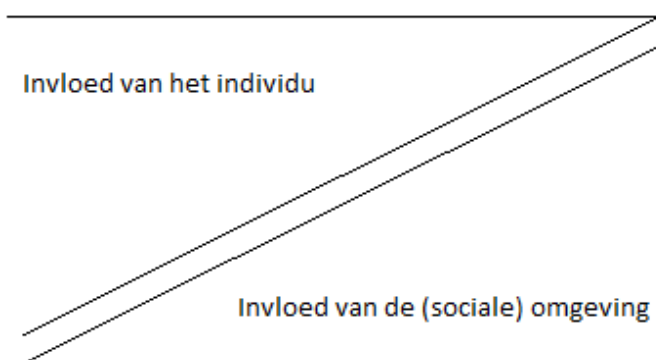 Invloed van het individu
Invloed van de (sociale) omgeving